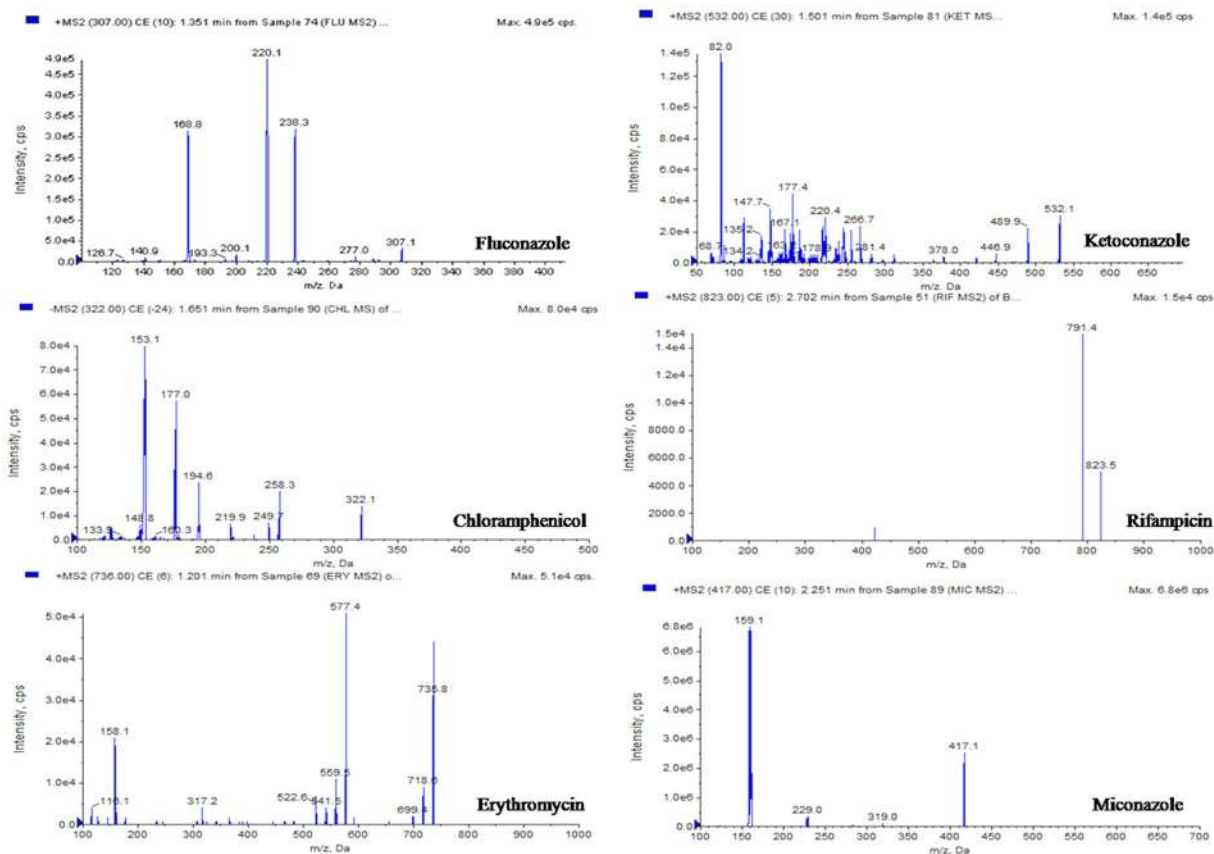 +MS2 (307.00) CE (10): 1.351 min from Sample 74 (FLU MS2) ...
Max. 4.9e5 cps.
4.9e5
4.0e5
3.0e5
2.5e5
2.0e5
1.5e5
1.0e5
5.0e4
0.0
Intensity, cps
126.7
140.9
168.8
193.3
200.1
220.1
238.3
277.0
307.1
Fluconazole
120 140 160 180 200 220 240 260 280 300 320 340 360 380 400
m/z, Da
+MS2 (532.00) CE (30): 1.501 min from Sample 81 (KET MS...
Max. 1.4e5 cps
1.4e5
1.2e5
1.0e5
8.0e4
6.0e4
4.0e4
2.0e4
0.0
Intensity, cps
68.7
82.0
135.2
134.2
147.7
167.1
177.4
178.9
220.4
266.7
281.4
378.0
446.9
489.9
532.1
Ketoconazole
50 100 150 200 250 300 350 400 450 500 550 600 650
m/z, Da
-MS2 (322.00) CE (-24): 1.651 min from Sample 90 (CHL MS) of ...
Max. 8.0e4 cps
8.0e4
7.0e4
6.0e4
5.0e4
4.0e4
3.0e4
2.0e4
1.0e4
0.0
Intensity, cps
133.9
148.8
153.1
160.3
177.0
194.6
219.9
249.7
258.3
322.1
Chloramphenicol
100 150 200 250 300 350 400 450 500
m/z, Da
+MS2 (823.00) CE (5): 2.702 min from Sample 51 (RIF MS2) of B...
Max. 1.5e4 cps
1.5e4
1.4e4
1.2e4
1.0e4
8000.0
6000.0
4000.0
2000.0
0.0
Intensity, cps
791.4
823.5
Rifampicin
100 200 300 400 500 600 700 800 900 1000
m/z, Da
+MS2 (736.00) CE (6): 1.201 min from Sample 69 (ERY MS2) o...
Max. 5.1e4 cps
5.0e4
4.0e4
3.0e4
2.0e4
1.0e4
0.0
Intensity, cps
116.1
158.1
317.2
522.6
541.5
559.5
577.4
699.4
718.6
735.8
Erythromycin
100 200 300 400 500 600 700 800 900 1000
m/z, Da
+MS2 (417.00) CE (10): 2.251 min from Sample 89 (MIC MS2) ...
Max. 6.8e6 cps
6.8e6
6.0e6
5.0e6
4.0e6
3.0e6
2.0e6
1.0e6
0.0
Intensity, cps
159.1
229.0
319.0
417.1
Miconazole
100 150 200 250 300 350 400 450 500 550 600 650 700
m/z, Da